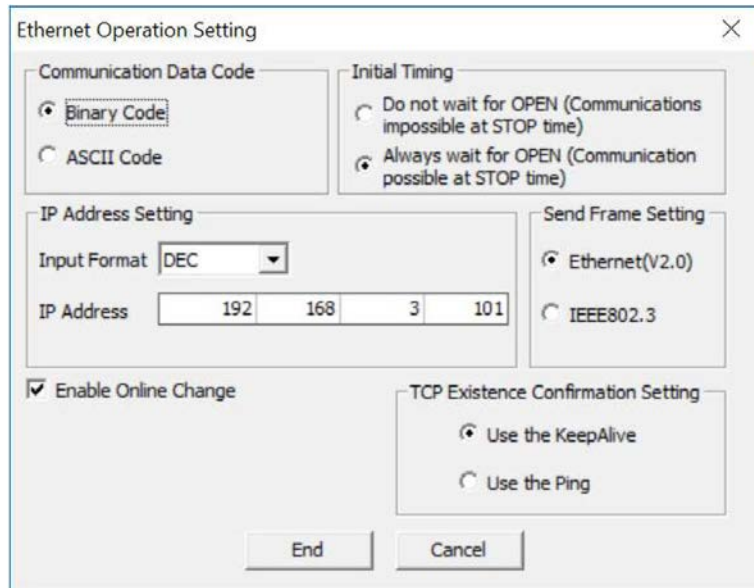 Ethernet Operation Setting
Communication Data Code
Binary Code
ASCII Code
Initial Timing
Do not wait for OPEN (Communications
impossible at STOP time)
Always wait for OPEN (Communication
possible at STOP time)
IP Address Setting
Input Format DEC
IP Address 192 168 3 101
Send Frame Setting
Ethernet(V2.0)
IEEE802.3
Enable Online Change
TCP Existence Confirmation Setting
Use the KeepAlive
Use the Ping
End Cancel